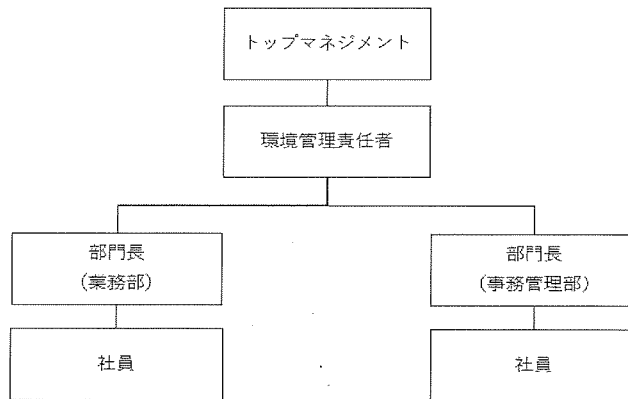 トップマネジメント
環境管理責任者
部門長
(業務部)
部門長
(事務管理部)
社員
社員